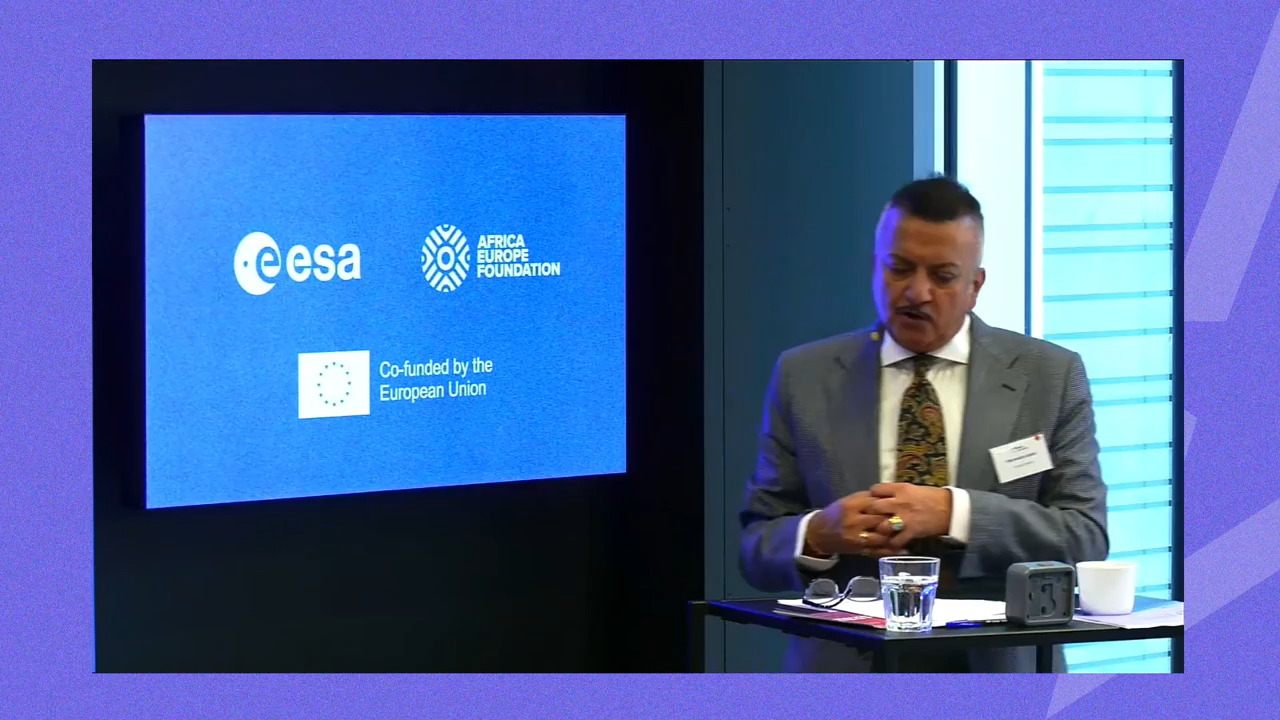 esa
AFRICA
EUROPE
FOUNDATION
Co-funded by the
European Union